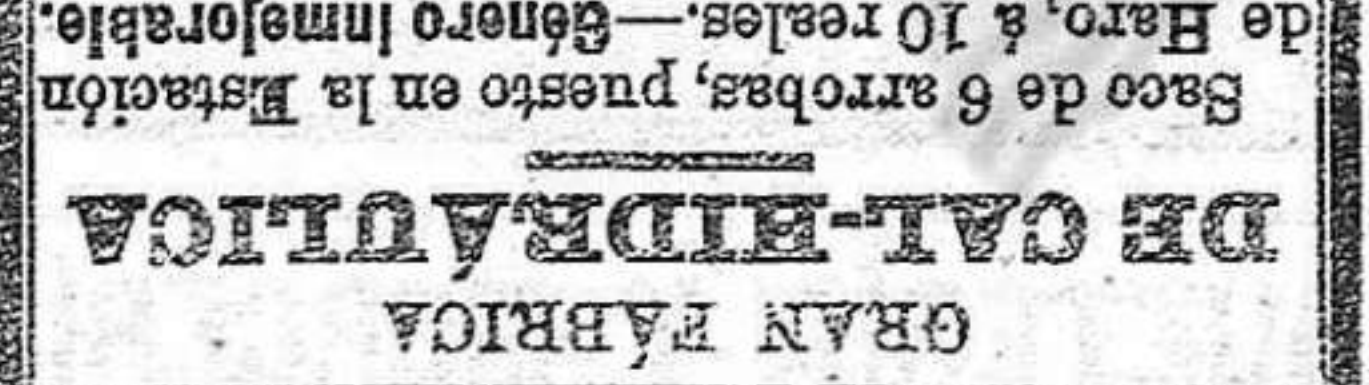 GRAN FÁBRICA
DE CAL-HIDRÁULICA
Saco de 6 arrobas, puesto en la Estación
de Haro, á 10 reales.—Género inmejorable.